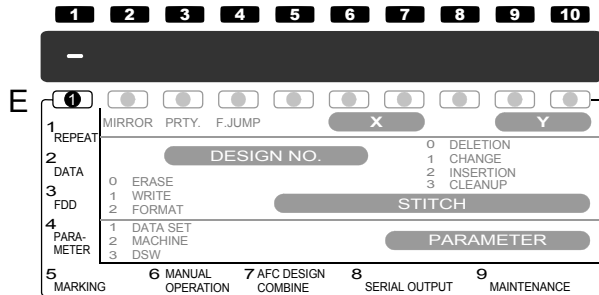 1 2 3 4 5 6 7 8 9 10
–
E 1
1 REPEAT MIRROR PRTY. F.JUMP X Y
2 DATA DESIGN NO. 0 DELETION
1 CHANGE
2 INSERTION
3 CLEANUP
3 FDD 0 ERASE
1 WRITE STITCH
2 FORMAT
4 PARA-METER 1 DATA SET
2 MACHINE PARAMETER
3 DSW
5 MARKING 6 MANUAL OPERATION 7 AFC DESIGN COMBINE 8 SERIAL OUTPUT 9 MAINTENANCE